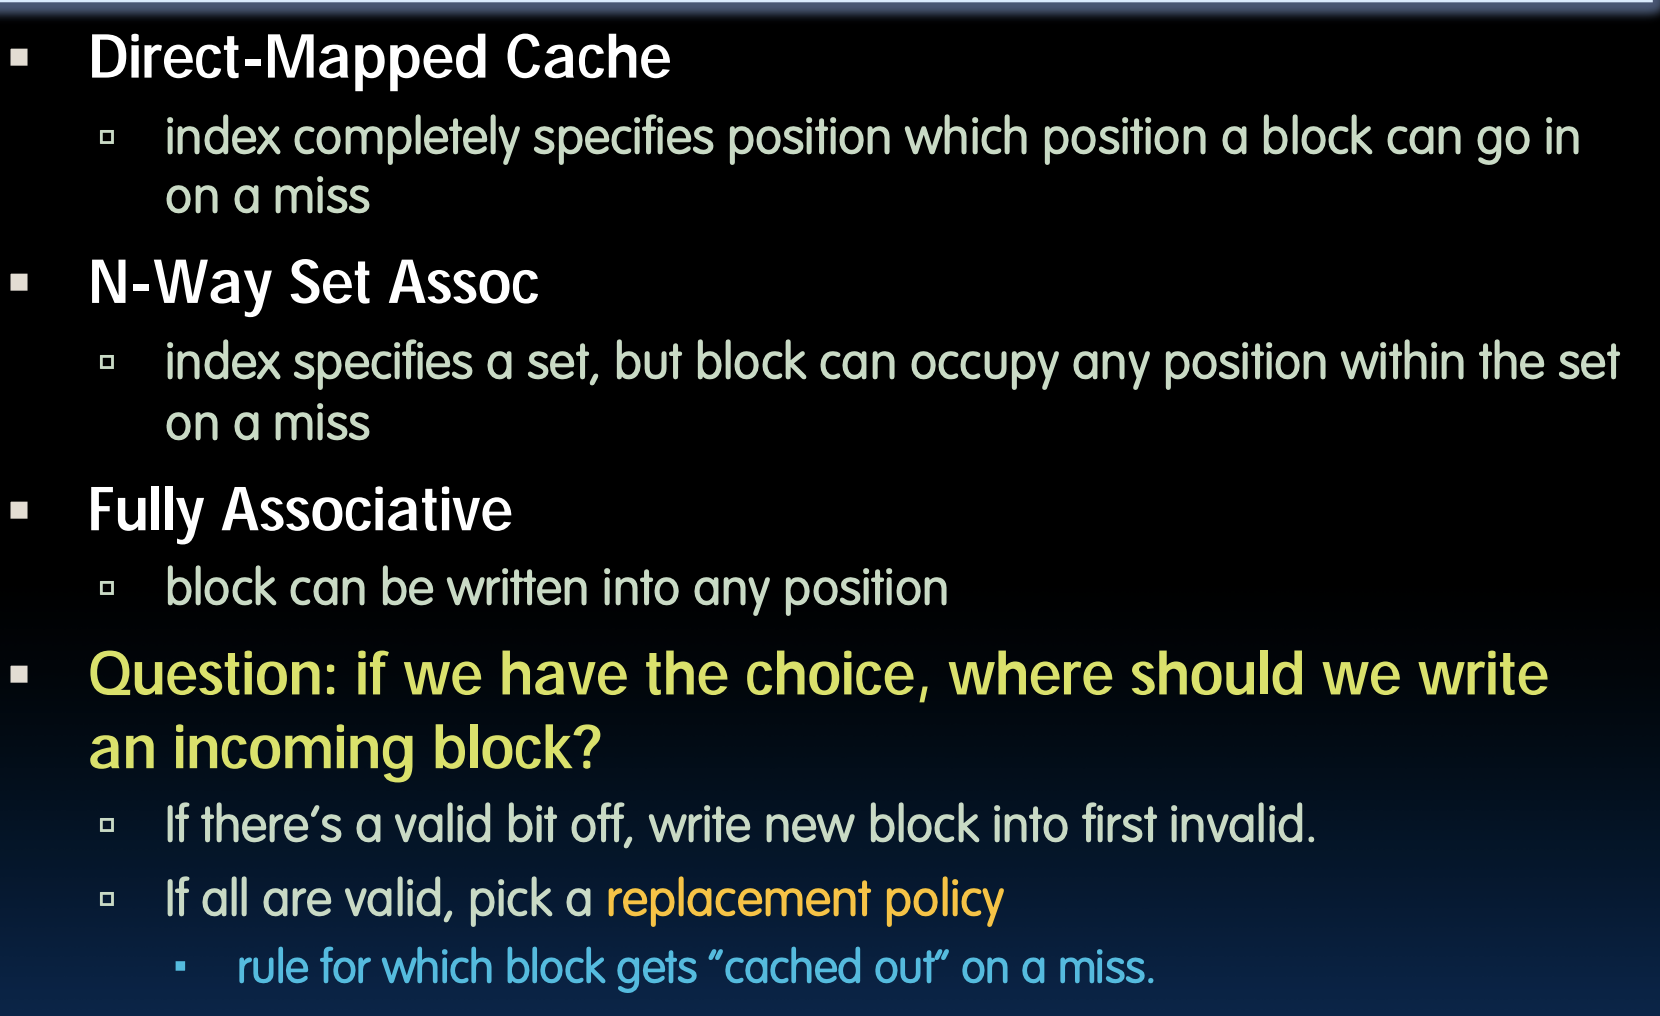 Direct-Mapped Cache
index completely specifies position which position a block can go in
on a miss
N-Way Set Assoc
index specifies a set, but block can occupy any position within the set
on a miss
Fully Associative
block can be written into any position
Question: if we have the choice, where should we write
an incoming block?
If there’s a valid bit off, write new block into first invalid.
If all are valid, pick a replacement policy
rule for which block gets “cached out” on a miss.